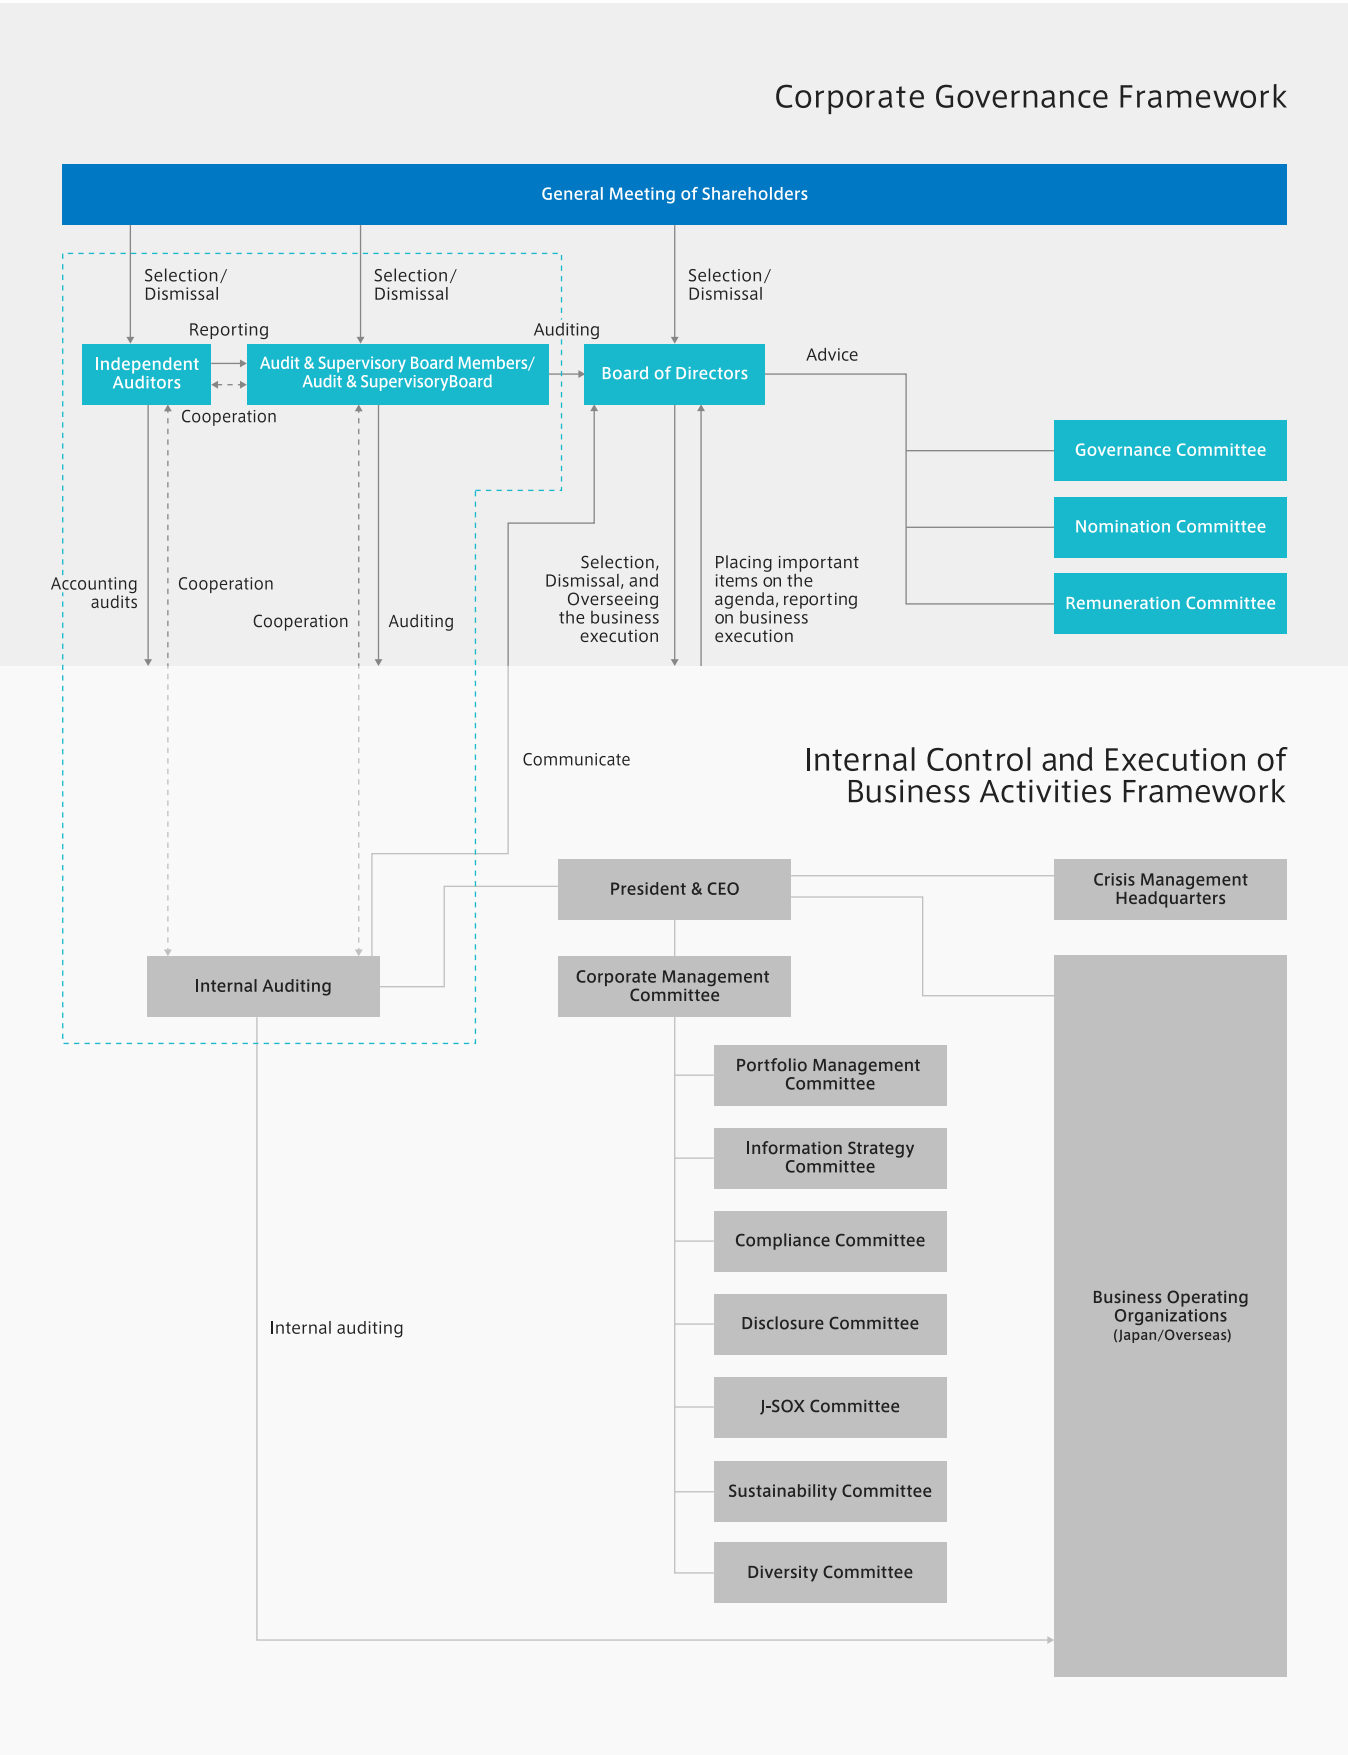 Corporate Governance Framework
General Meeting of Shareholders
Selection/
Dismissal
Selection/
Dismissal
Selection/
Dismissal
Reporting
Auditing
Independent
Auditors
Audit & Supervisory Board Members/
Audit & SupervisoryBoard
Board of Directors
Advice
Cooperation
Governance Committee
Nomination Committee
Remuneration Committee
Accounting
audits
Cooperation
Cooperation
Auditing
Selection,
Dismissal, and
Overseeing
the business
execution
Placing important
items on the
agenda, reporting
on business
execution
Communicate
Internal Control and Execution of
Business Activities Framework
President & CEO
Crisis Management
Headquarters
Internal Auditing
Corporate Management
Committee
Portfolio Management
Committee
Information Strategy
Committee
Compliance Committee
Disclosure Committee
J-SOX Committee
Sustainability Committee
Diversity Committee
Business Operating
Organizations
(Japan/Overseas)
Internal auditing